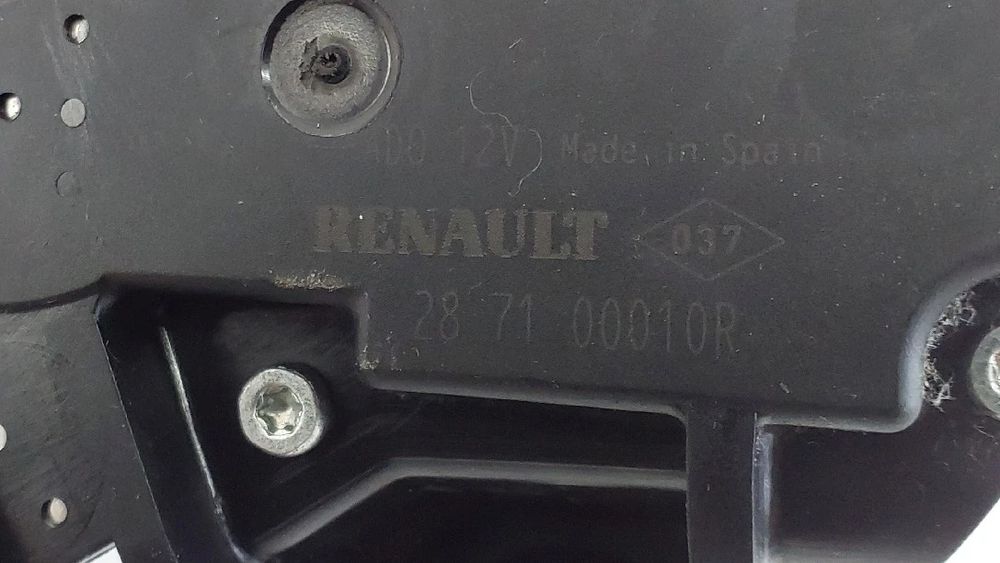 12V Made in Spain
RENAULT 037
28 71 00010R